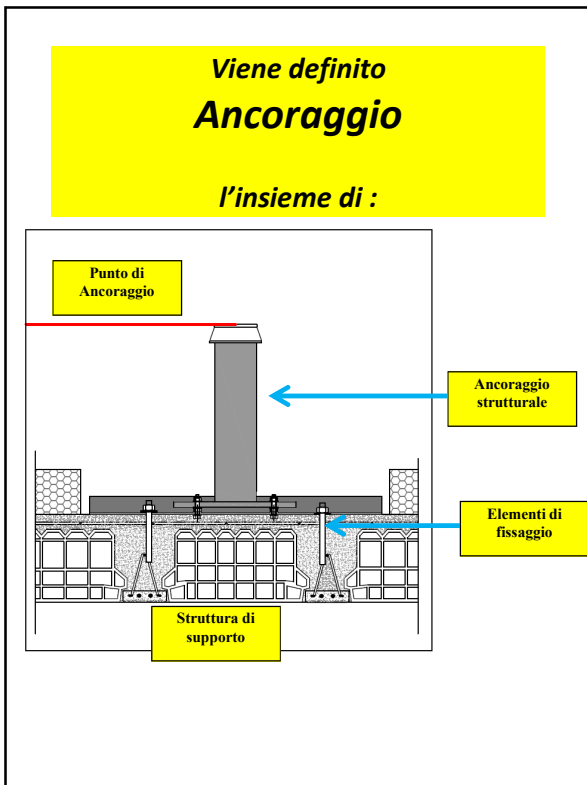 Viene definito
Ancoraggio
l’insieme di :
Punto di
Ancoraggio
Ancoraggio
strutturale
Elementi di
fissaggio
Struttura di
supporto